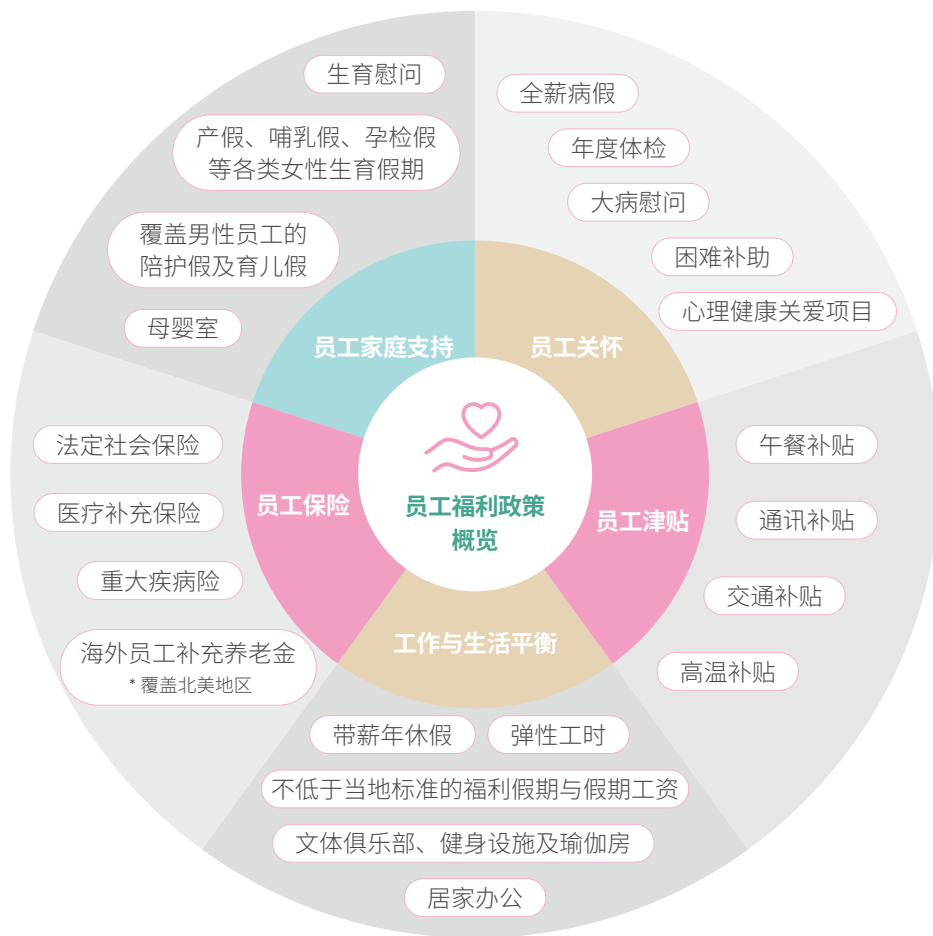 员工福利政策
概览
员工家庭支持
生育慰问
产假、哺乳假、孕检假
等各类女性生育假期
覆盖男性员工的
陪护假及育儿假
母婴室
员工关怀
全薪病假
年度体检
大病慰问
困难补助
心理健康关爱项目
员工津贴
午餐补贴
通讯补贴
交通补贴
高温补贴
工作与生活平衡
带薪年休假
弹性工时
不低于当地标准的福利假期与假期工资
文体俱乐部、健身设施及瑜伽房
居家办公
员工保险
法定社会保险
医疗补充保险
重大疾病险
海外员工补充养老金
* 覆盖北美地区